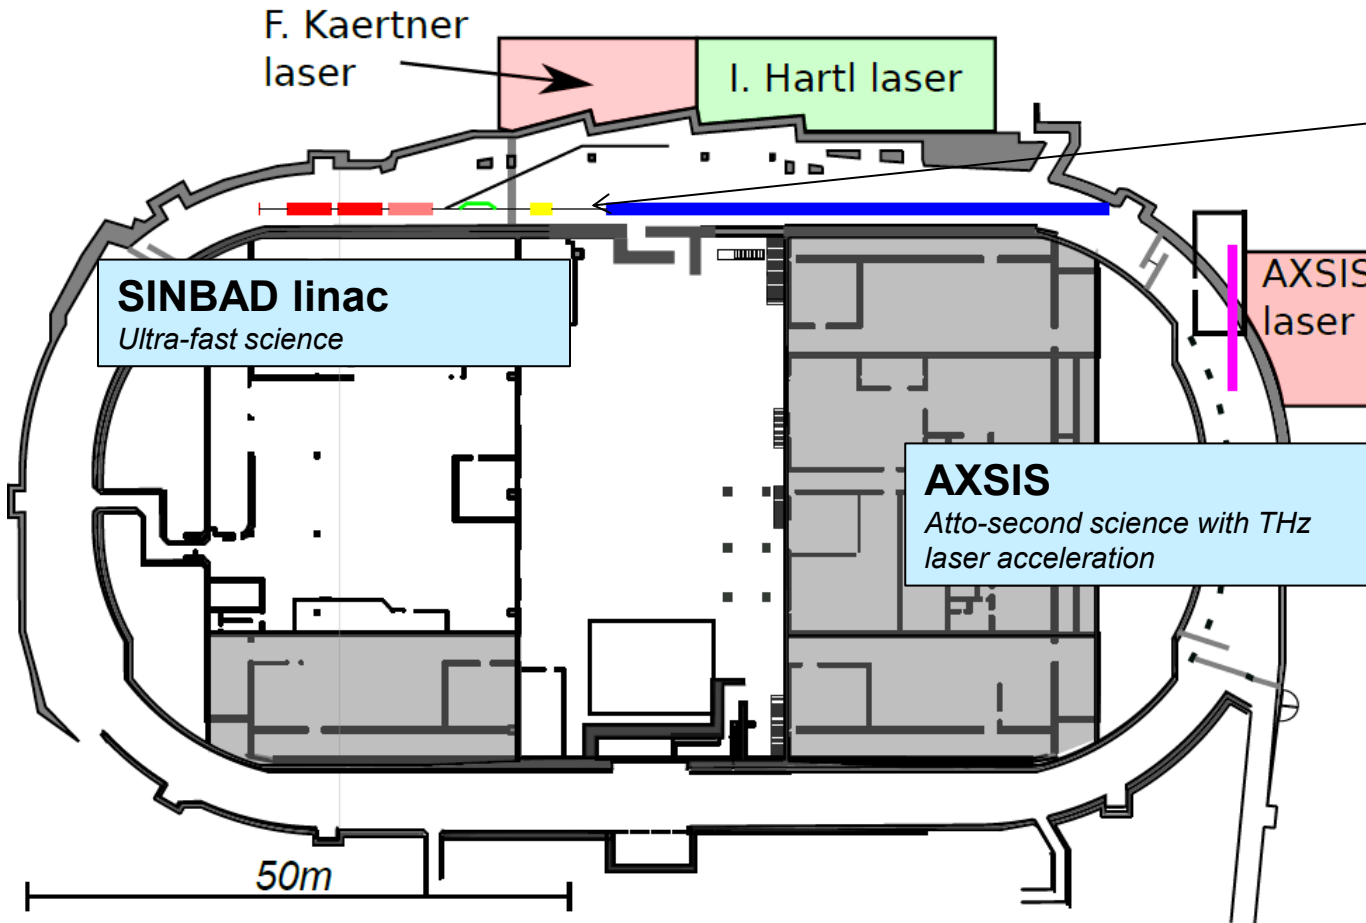 F. Kaertner
laser
I. Hartl laser
SINBAD linac
Ultra-fast science
AXSIS
laser
AXSIS
Atto-second science with THz
laser acceleration
50m